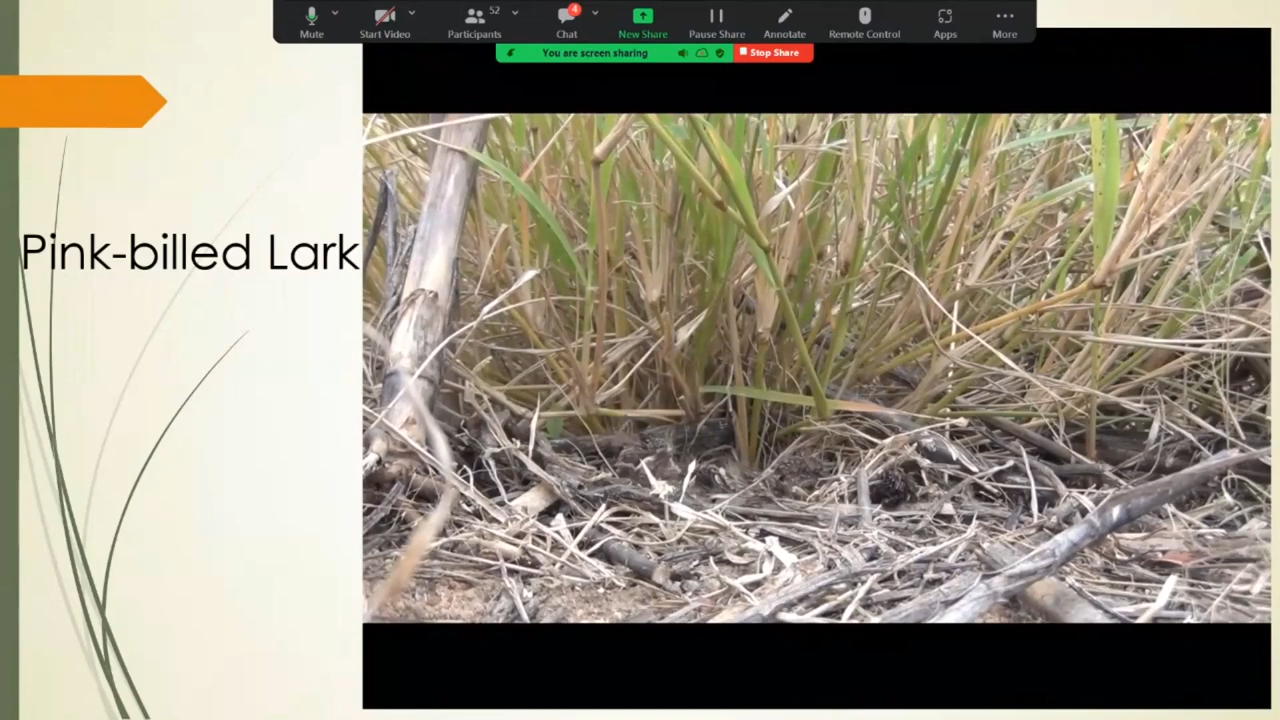 52
4
Mute
Start Video
Participants
Chat
New Share
Pause Share
Annotate
Remote Control
Apps
More
You are screen sharing
Stop Share
Pink-billed Lark